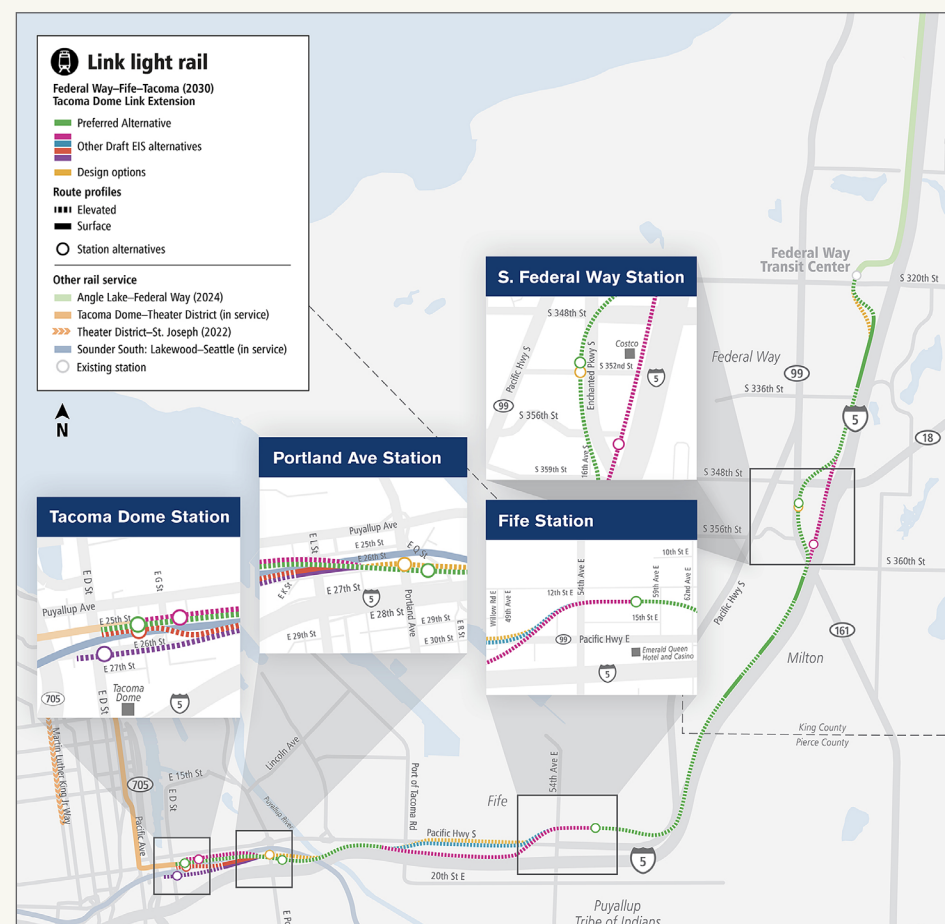 Link light rail
Federal Way–Fife–Tacoma (2030)
Tacoma Dome Link Extension
Preferred Alternative
Other Draft EIS alternatives
Design options
Route profiles
Elevated
Surface
Station alternatives
Other rail service
Angle Lake–Federal Way (2024)
Tacoma Dome–Theater District (in service)
Theater District–St. Joseph (2022)
Sounder South: Lakewood–Seattle (in service)
Existing station
N
Federal Way
Transit Center
S 320th St
Federal Way
99
S 336th St
5
18
S 348th St
S 356th St
S 360th St
Pacific Hwy S
161
Milton
King County
Pierce County
S. Federal Way Station
S 348th St
Costco
Pacific Hwy S
Enchanted Pkwy S
S 352nd St
5
99
S 356th St
16th Ave S
S 359th St
Portland Ave Station
Puyallup Ave
E L St
E 25th St
E 26th St
E Q St
E K St
E 27th St
5
E 28th St
Portland Ave
E 29th St
E 29th St
E 30th St
E R St
Fife Station
10th St E
54th Ave E
59th Ave E
62nd Ave E
Willow Rd E
49th Ave E
12th St E
15th St E
99
Pacific Hwy E
Emerald Queen
Hotel and Casino
5
Tacoma Dome Station
E D St
E G St
Puyallup Ave
E 25th St
E 26th St
E 27th St
Tacoma
Dome
705
E D St
5
Martin Luther King Jr Way
705
E 15th St
E D St
Pacific Ave
Lincoln Ave
Puyallup River
Port of Tacoma Rd
54th Ave E
Fife
Pacific Hwy S
20th St E
5
Puyallup
Tribe of Indians